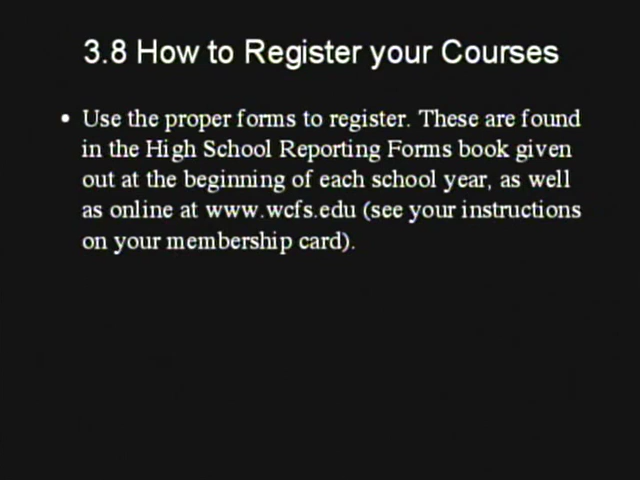 3.8 How to Register your Courses
• Use the proper forms to register. These are found
in the High School Reporting Forms book given
out at the beginning of each school year, as well
as online at www.wcfs.edu (see your instructions
on your membership card).